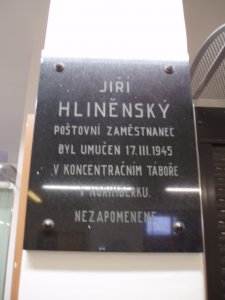 JIŘÍ
HLINĚNSKÝ
POŠTOVNÍ ZAMĚSTNANEC
BYL UMUČEN 17.III.1945
V KONCENTRAČNÍM TÁBOŘE
V NORIMBERKU.
NEZAPOMENEME